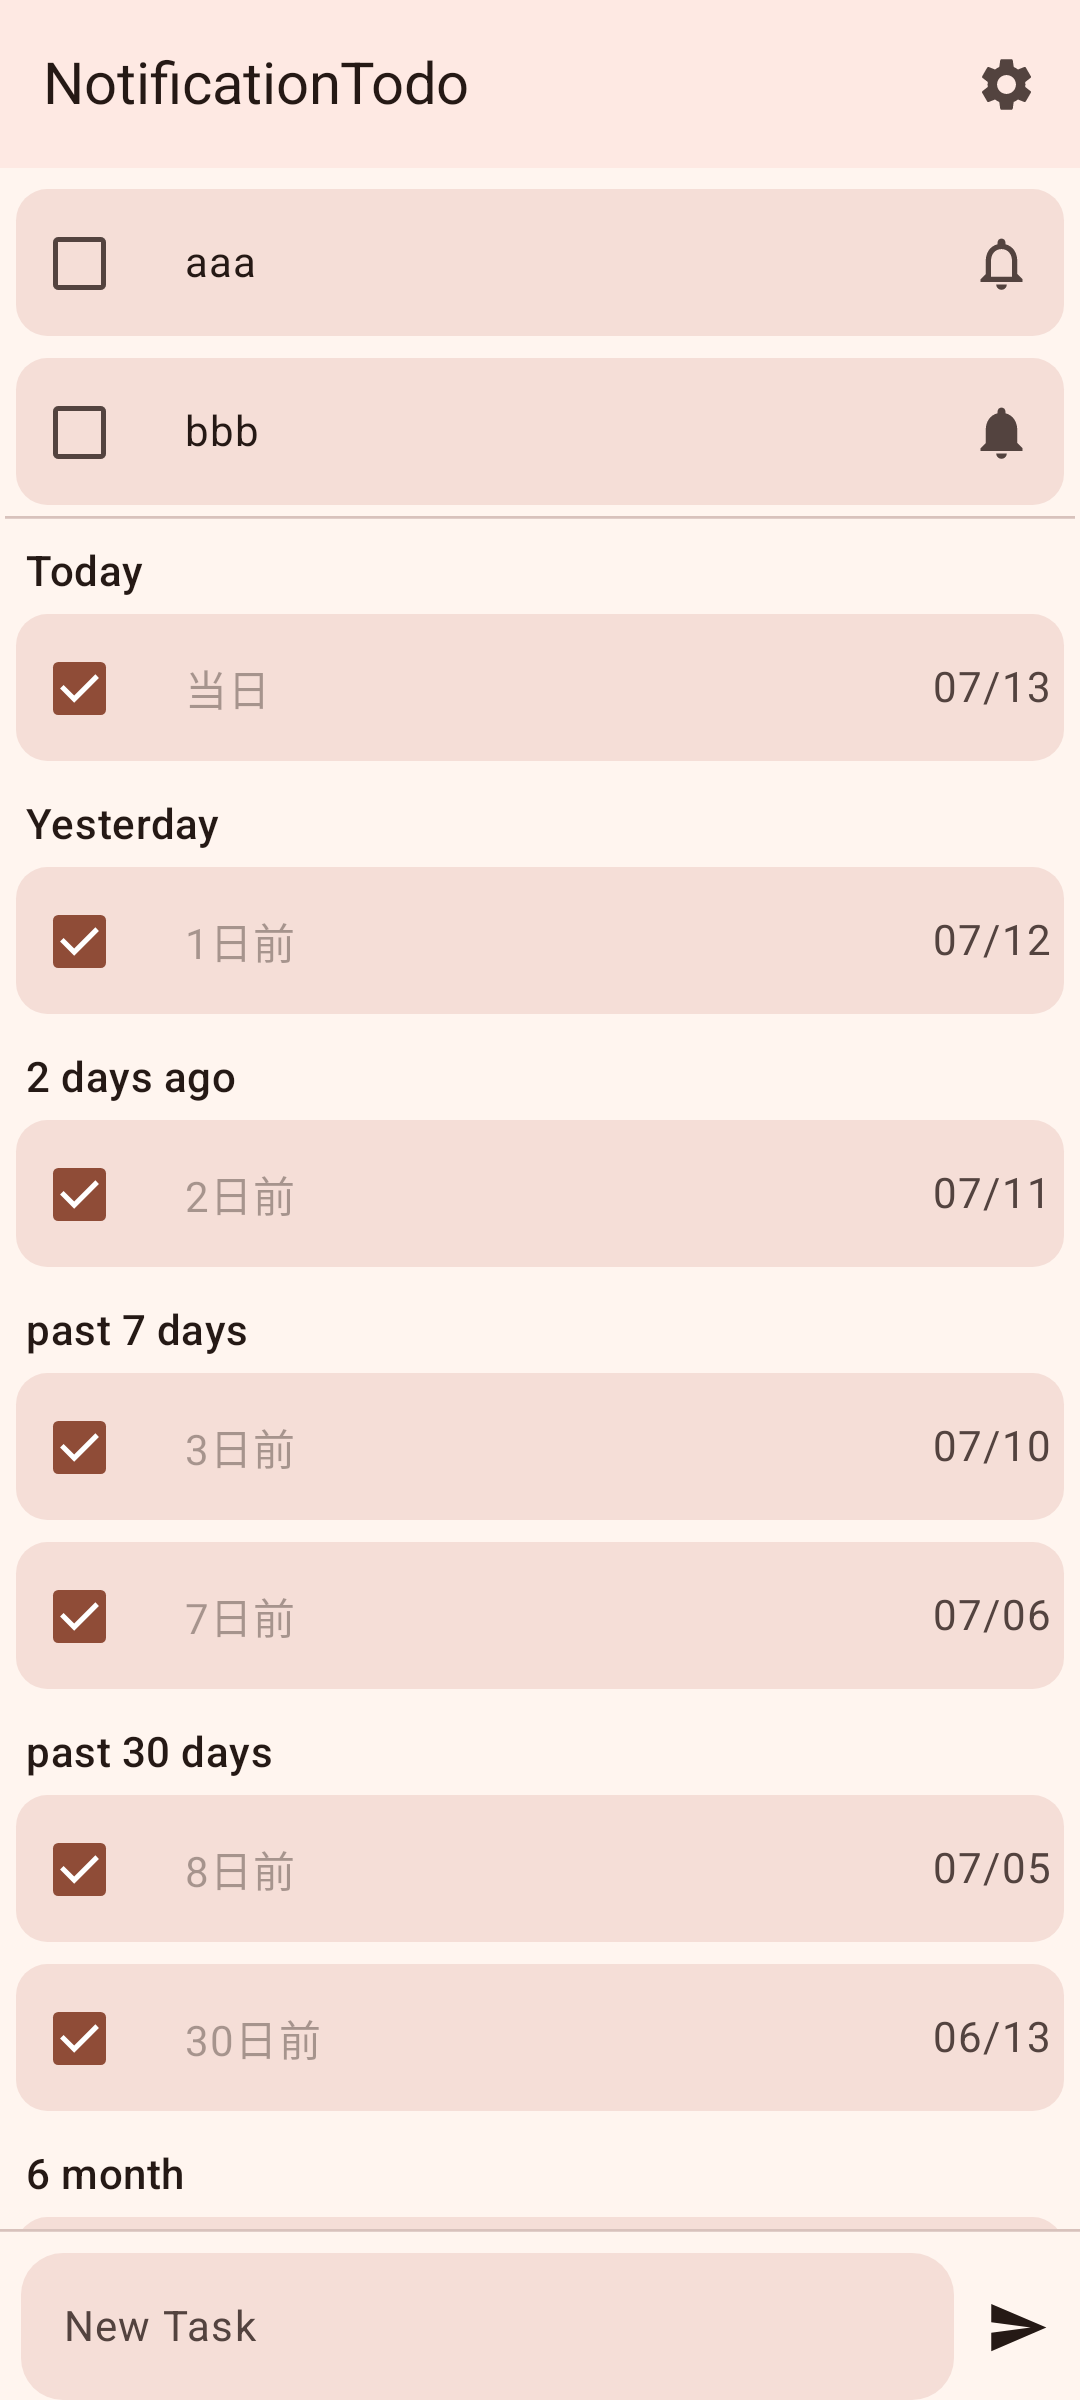 NotificationTodo
aaa
bbb
Today
当日 07/13
Yesterday
1日前 07/12
2 days ago
2日前 07/11
past 7 days
3日前 07/10
7日前 07/06
past 30 days
8日前 07/05
30日前 06/13
6 month
New Task